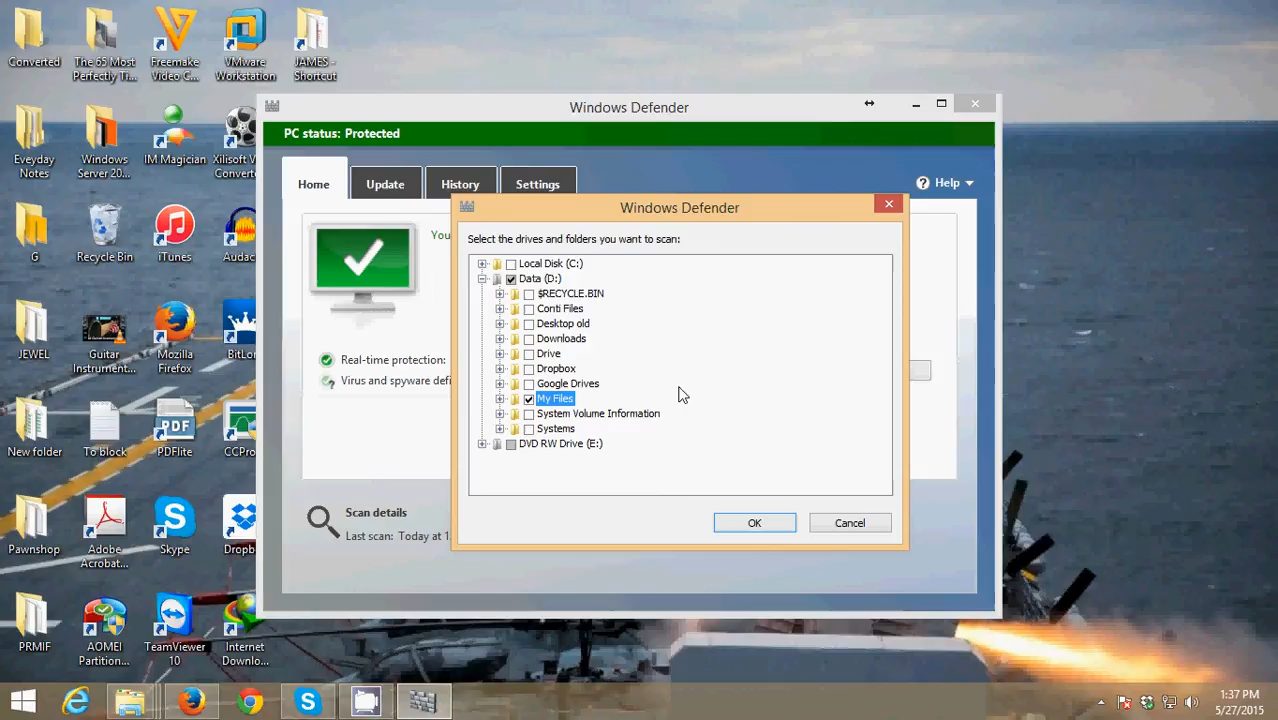 Converted
The 65 Most
Perfectly Ti...
Freemake
Video C...
VMware
Workstation
JAMES -
Shortcut
Eveyday
Notes
Windows
Server 20...
IM Magician
Xilisoft V
Convert
G
Recycle Bin
iTunes
Audac
JEWEL
Guitar
Instrument...
Mozilla
Firefox
BitLor
New folder
To block
PDF
PDFlite
CCPro
Pawnshop
Adobe
Acrobat...
Skype
Dropb
PRMIF
AOMEI
Partition...
TeamViewer
10
Internet
Downlo...
Windows Defender
PC status: Protected
Home
Update
History
Settings
Help
You
Real-time protection:
Virus and spyware defi
Scan details
Last scan: Today at 1
Windows Defender
Select the drives and folders you want to scan:
Local Disk (C:)
Data (D:)
$RECYCLE.BIN
Conti Files
Desktop old
Downloads
Drive
Dropbox
Google Drives
My Files
System Volume Information
Systems
DVD RW Drive (E:)
OK
Cancel
1:37 PM
5/27/2015